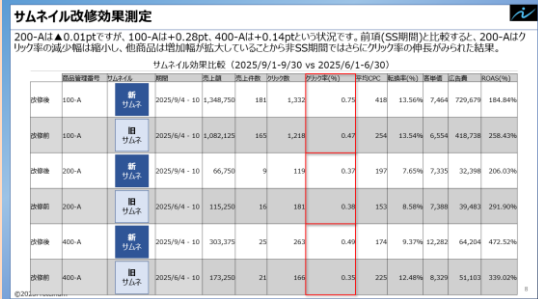 サムネイル改修効果測定
200-Aは▲0.01ptですが、100-Aは+0.28pt、400-Aは+0.14ptという状況です。前項(SS期間)と比較すると、200-Aはク
リック率の減少幅は縮小し、他商品は増加幅が拡大していることから非SS期間ではさらにクリック率の伸長がみられた結果。
サムネイル効果比較（2025/9/1-9/30 vs 2025/6/1-6/30）
商品管理番号 サムネイル 期間 売上額 売上件数 クリック数 クリック率(%) 平均CPC 転換率(%) 客単価 広告費 ROAS(%)
改修後 100-A 新サムネ 2025/9/4 - 10 1,348,750 181 1,332 0.75 418 13.56% 7,464 729,679 184.84%
改修前 100-A 旧サムネ 2025/6/4 - 10 1,082,125 165 1,218 0.47 254 13.54% 6,554 418,738 258.43%
改修後 200-A 新サムネ 2025/9/4 - 10 66,750 9 119 0.37 197 7.65% 7,335 32,398 206.03%
改修前 200-A 旧サムネ 2025/6/4 - 10 115,250 16 181 0.38 153 8.58% 7,388 39,483 291.90%
改修後 400-A 新サムネ 2025/9/4 - 10 303,375 25 263 0.49 174 9.37% 12,282 64,204 472.52%
改修前 400-A 旧サムネ 2025/6/4 - 10 173,250 21 166 0.35 225 12.48% 8,329 51,103 339.02%
8